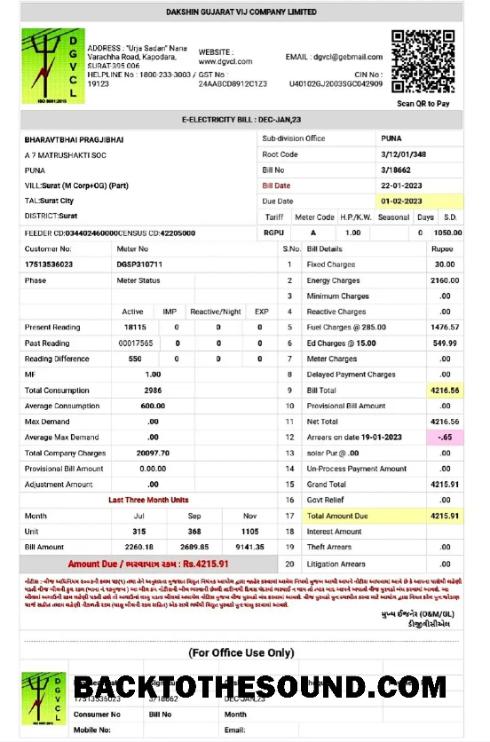 DAKSHIN GUJARAT VIJ COMPANY LIMITED
DGVCL
ISO 9001:2015
ADDRESS : "Urja Sadan" Nana Varachha Road, Kapodara, SURAT-395 006
HELPLINE No : 1800-233-3003 / 19123
WEBSITE : www.dgvcl.com
GST No : 24AABCD8912C1Z3
EMAIL : dgvcl@gebmail.com
CIN No : U40102GJ2003SGC042909
Scan QR to Pay
E-ELECTRICITY BILL : DEC-JAN,23
BHARAVTBHAI PRAGJIBHAI
A 7 MATRUSHAKTI SOC
PUNA
VILL:Surat (M Corp+OG) (Part)
TAL:Surat City
DISTRICT:Surat
Sub-division Office PUNA
Root Code 3/12/01/348
Bill No 3/18662
Bill Date 22-01-2023
Due Date 01-02-2023
Tariff Meter Code H.P./K.W. Seasonal Days S.D.
FEEDER CD:034402460000CENSUS CD:42205000 RGPU A 1.00 0 1050.00
Customer No: Meter No
17513536023 DGSP310711
Phase Meter Status
Active IMP Reactive/Night EXP
Present Reading 18115 0 0 0
Past Reading 00017565 0 0 0
Reading Difference 550 0 0 0
MF 1.00
Total Consumption 2986
Average Consumption 600.00
Max Demand .00
Average Max Demand .00
Total Company Charges 20097.70
Provisional Bill Amount 0.00.00
Adjustment Amount .00
Last Three Month Units
Month Jul Sep Nov
Unit 315 368 1105
Bill Amount 2260.18 2689.85 9141.35
S.No. Bill Details Rupee
1 Fixed Charges 30.00
2 Energy Charges 2160.00
3 Minimum Charges .00
4 Reactive Charges .00
5 Fuel Charges @ 285.00 1476.57
6 Ed Charges @ 15.00 549.99
7 Meter Charges .00
8 Delayed Payment Charges .00
9 Bill Total 4216.56
10 Provisional Bill Amount .00
11 Net Total 4216.56
12 Arrears on date 19-01-2023 -.65
13 solar Pur@ .00 .00
14 Un-Process Payment Amount .00
15 Grand Total 4215.91
16 Govt Relief .00
17 Total Amount Due 4215.91
18 Interest Amount
19 Theft Arrears .00
20 Litigation Arrears .00
Amount Due / ભરવાપાત્ર રકમ : Rs.4215.91
મુખ્ય ઈજનેર (O&M/GL)
ડીજીવીસીએલ
(For Office Use Only)
DGVCL
BACKTOTHESOUND.COM
17513536023 3/18662 DEC-JAN,23
Consumer No Bill No Month
Mobile No: Email: